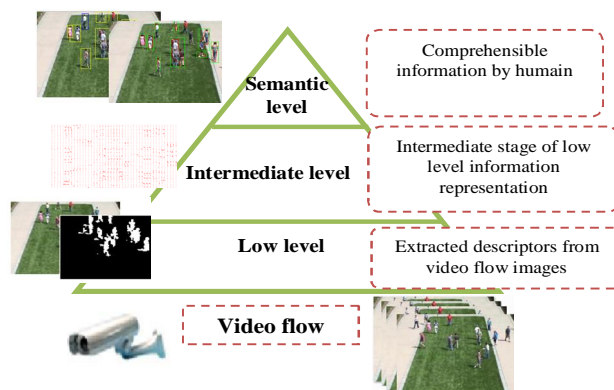 Comprehensible
information by humain
Semantic
level
Intermediate stage of low
level information
representation
Intermediate level
Low level
Extracted descriptors from
video flow images
Video flow